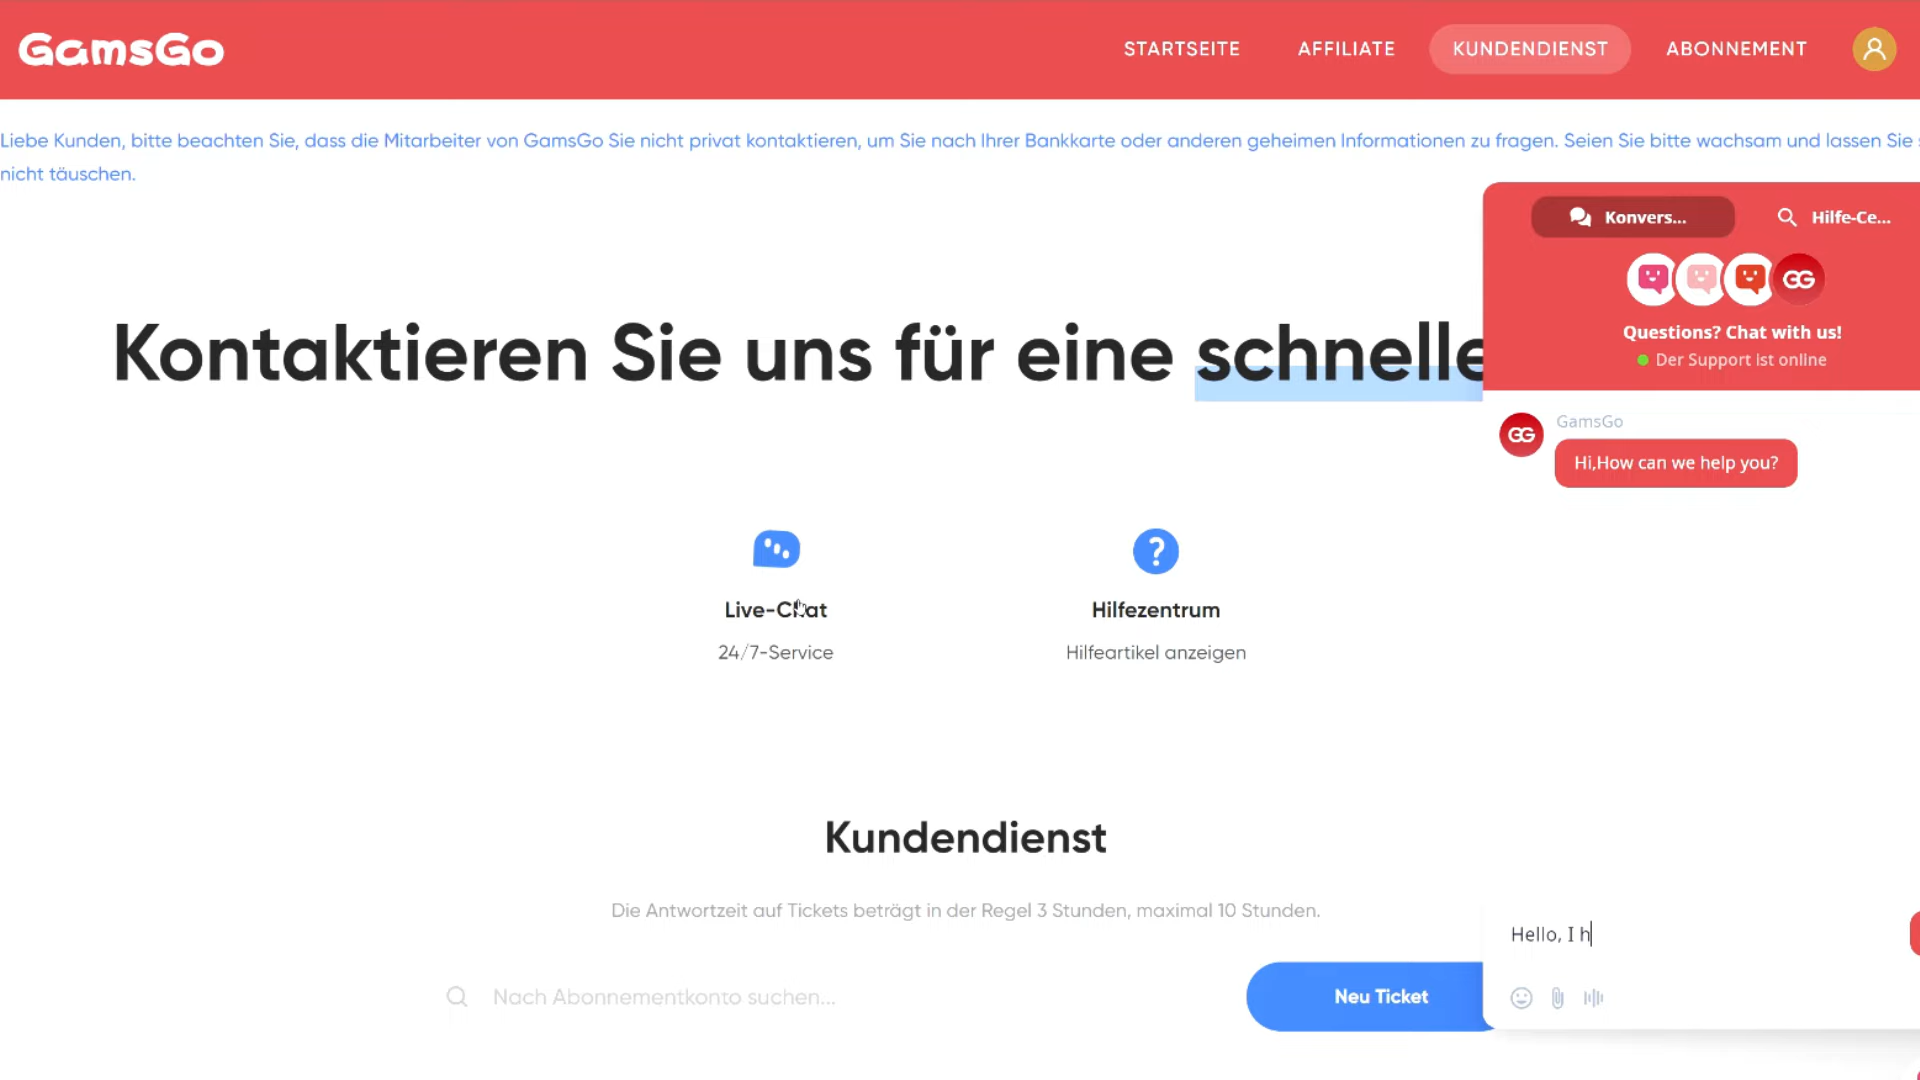 GamsGo
STARTSEITE
AFFILIATE
KUNDENDIENST
ABONNEMENT
Liebe Kunden, bitte beachten Sie, dass die Mitarbeiter von GamsGo Sie nicht privat kontaktieren, um Sie nach Ihrer Bankkarte oder anderen geheimen Informationen zu fragen. Seien Sie bitte wachsam und lassen Sie
nicht täuschen.
Konvers...
Hilfe-Ce...
GG
Questions? Chat with us!
Der Support ist online
Kontaktieren Sie uns für eine schnelle
GG
GamsGo
Hi,How can we help you?
Live-Chat
24/7-Service
?
Hilfezentrum
Hilfeartikel anzeigen
Kundendienst
Die Antwortzeit auf Tickets beträgt in der Regel 3 Stunden, maximal 10 Stunden.
Hello, I h
Nach Abonnementkonto suchen...
Neu Ticket